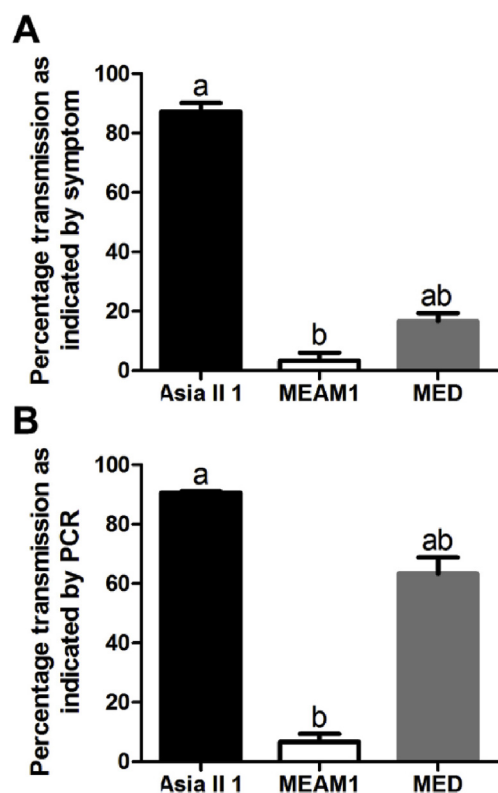 A
Percentage transmission as
indicated by symptom
100
80
60
40
20
0
a
b
ab
Asia II 1 MEAM1 MED
B
Percentage transmission as
indicated by PCR
100
80
60
40
20
0
a
b
ab
Asia II 1 MEAM1 MED